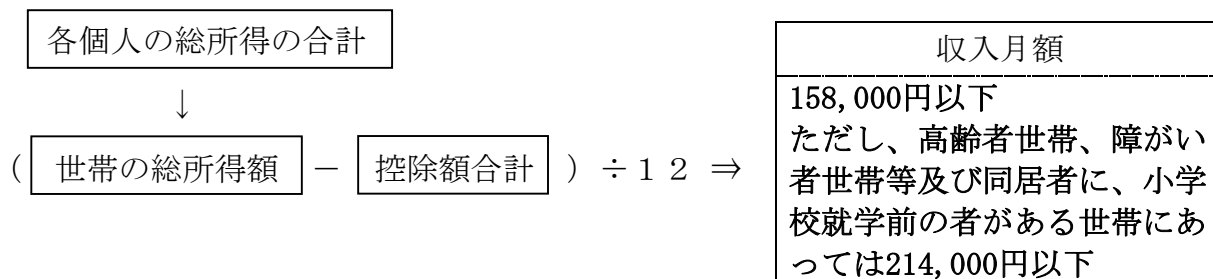 各個人の総所得の合計
↓
（ 世帯の総所得額 － 控除額合計 ）÷１２ ⇒
収入月額
158,000円以下
ただし、高齢者世帯、障がい
者世帯等及び同居者に、小学
校就学前の者がある世帯にあ
っては214,000円以下